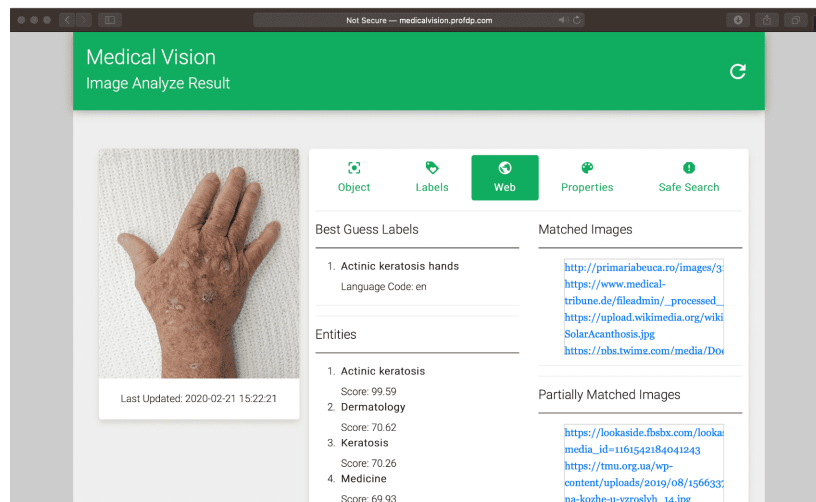 Not Secure — medicalvision.profdp.com
Medical Vision
Image Analyze Result
Object
Labels
Web
Properties
Safe Search
Last Updated: 2020-02-21 15:22:21
Best Guess Labels
1. Actinic keratosis hands
Language Code: en
Entities
1. Actinic keratosis
Score: 99.59
2. Dermatology
Score: 70.62
3. Keratosis
Score: 70.26
4. Medicine
Score: 69.93
Matched Images
http://primariabeuca.ro/images/3
https://www.medical-
tribune.de/fileadmin/_processed_
https://upload.wikimedia.org/wiki
SolarAcanthosis.jpg
https://pbs.twimg.com/media/D0
Partially Matched Images
https://lookaside.fbsbx.com/looka
media_id=1161542184041243
https://tmu.org.ua/wp-
content/uploads/2019/08/156633
na-kozhe-u-vzroslyh_14.jpg